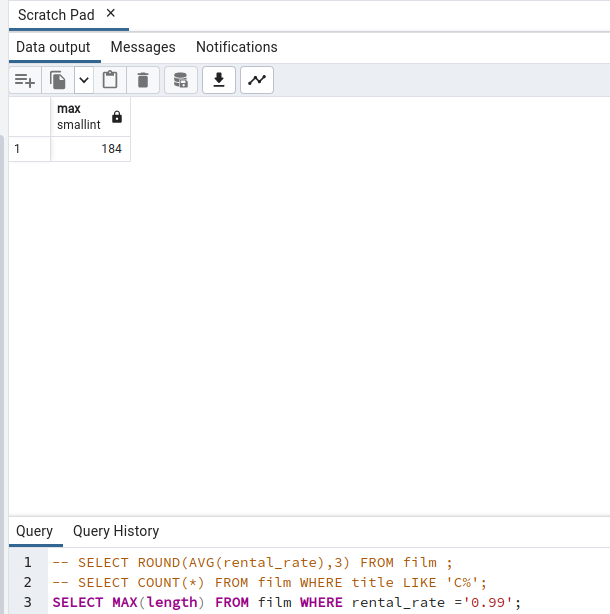 Scratch Pad ×
Data output Messages Notifications
max
smallint
1 184
Query Query History
1 -- SELECT ROUND(AVG(rental_rate),3) FROM film ;
2 -- SELECT COUNT(*) FROM film WHERE title LIKE 'C%';
3 SELECT MAX(length) FROM film WHERE rental_rate ='0.99';